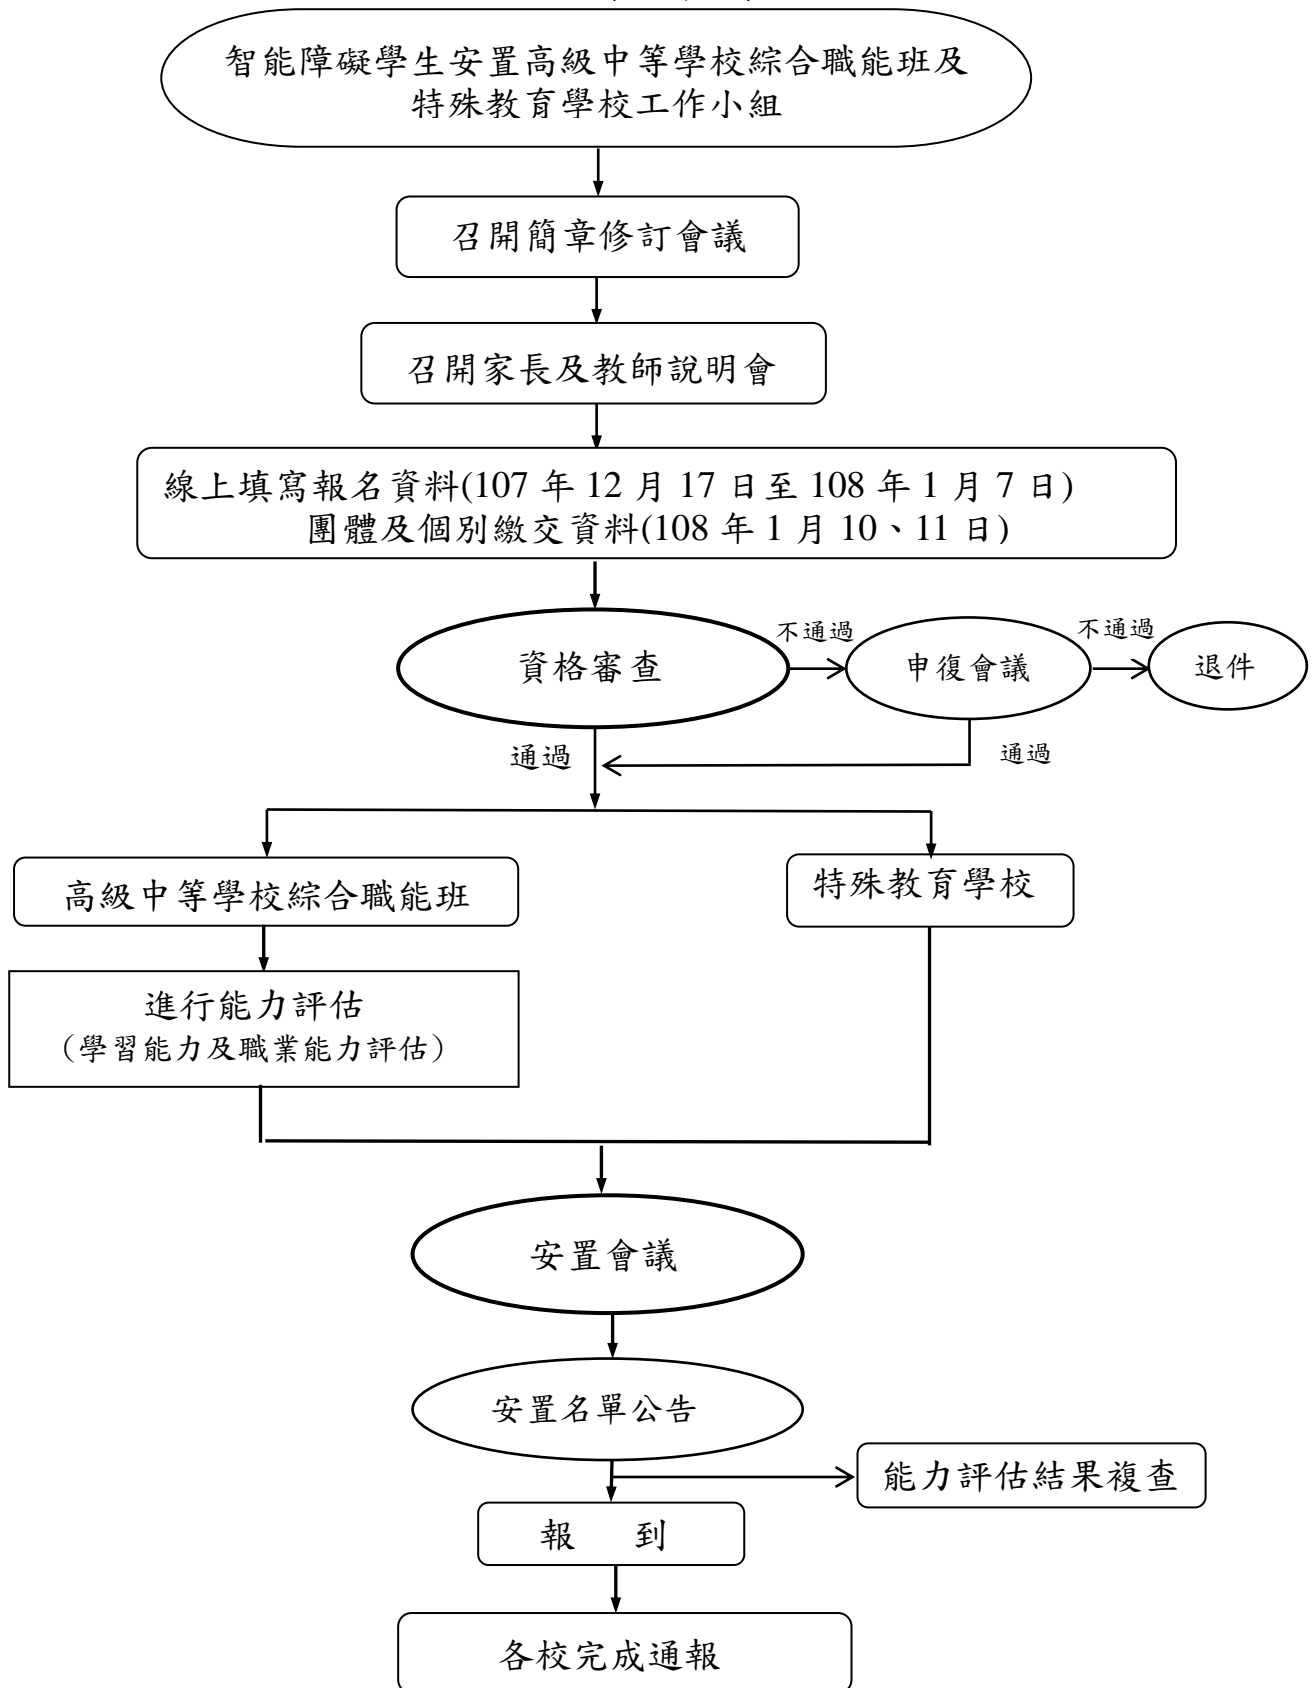 智能障礙學生安置高級中等學校綜合職能班及
特殊教育學校工作小組
召開簡章修訂會議
召開家長及教師說明會
線上填寫報名資料(107 年 12 月 17 日至 108 年 1 月 7 日)
團體及個別繳交資料(108 年 1 月 10、11 日)
資格審查
不通過
申復會議
不通過
退件
通過
通過
高級中等學校綜合職能班
特殊教育學校
進行能力評估
（學習能力及職業能力評估）
安置會議
安置名單公告
能力評估結果複查
報 到
各校完成通報